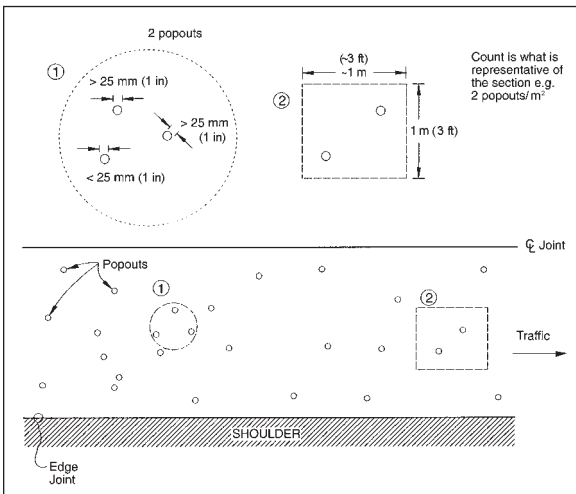 2 popouts
①
> 25 mm (1 in)
> 25 mm
(1 in)
< 25 mm (1 in)
(~3 ft)
~1 m
②
1 m (3 ft)
Count is what is
representative of
the section e.g.
2 popouts/m²
℄ Joint
Popouts
①
②
Traffic
SHOULDER
Edge
Joint